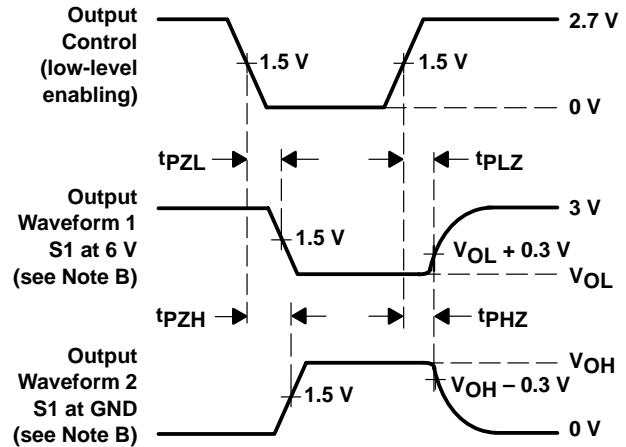 Output
Control
(low-level
enabling)
1.5 V
1.5 V
2.7 V
0 V
tPZL
tPLZ
Output
Waveform 1
S1 at 6 V
(see Note B)
1.5 V
3 V
VOL + 0.3 V
VOL
tPZH
tPHZ
Output
Waveform 2
S1 at GND
(see Note B)
1.5 V
VOH
VOH – 0.3 V
0 V